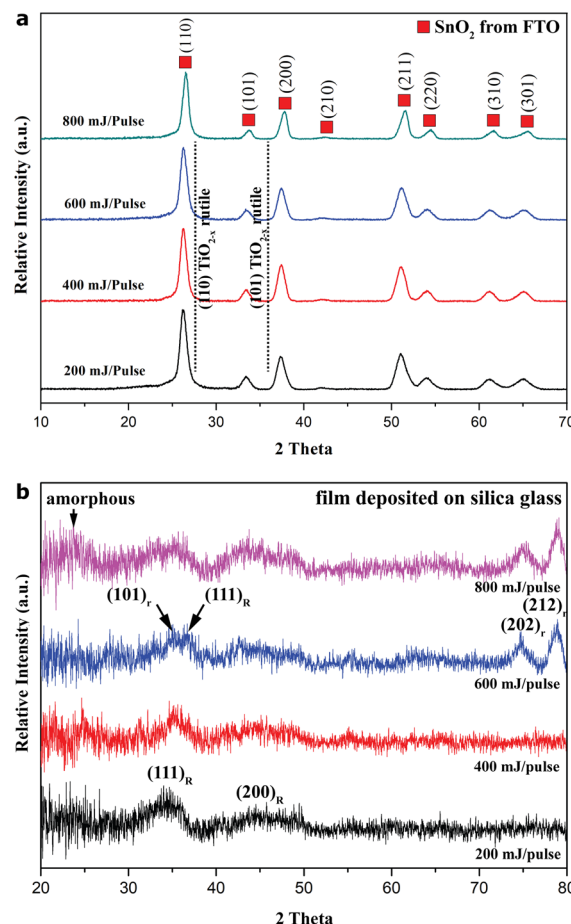 a
SnO2 from FTO
(110)
(101)
(200)
(210)
(211)
(220)
(310)
(301)
800 mJ/Pulse
600 mJ/Pulse
400 mJ/Pulse
200 mJ/Pulse
(110) TiO2-x rutile
(101) TiO2-x rutile
Relative Intensity (a.u.)
10 20 30 40 50 60 70 80
2 Theta
b
amorphous
film deposited on silica glass
800 mJ/pulse
(101)r
(111)R
(202)r
(212)r
600 mJ/pulse
400 mJ/pulse
(111)R
(200)R
200 mJ/pulse
Relative Intensity (a.u.)
20 30 40 50 60 70 80
2 Theta